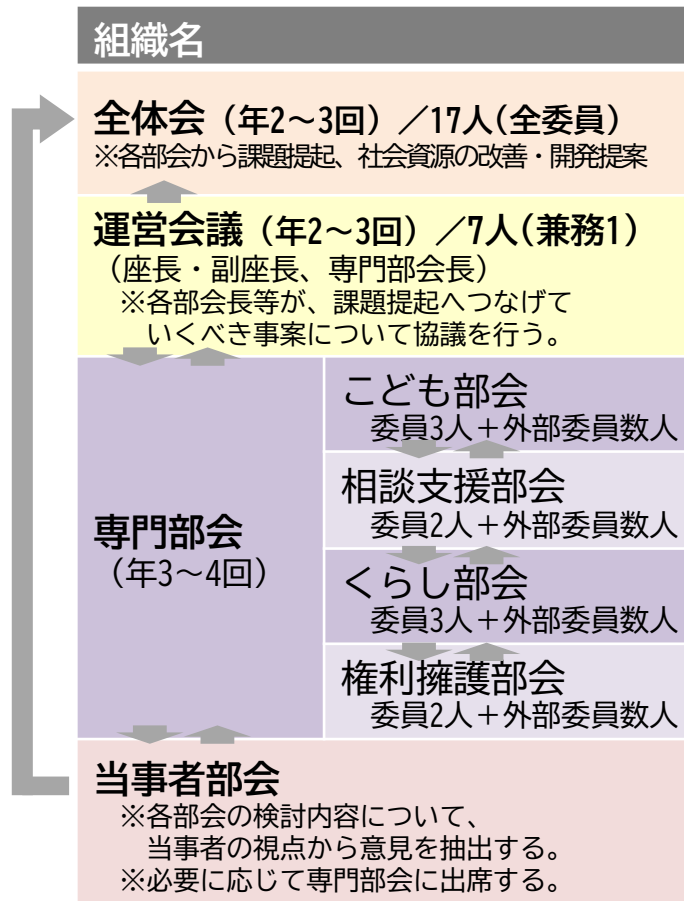 組織名
全体会（年2～3回）／17人(全委員)
※各部会から課題提起、社会資源の改善・開発提案
運営会議（年2～3回）／7人(兼務1)
（座長・副座長、専門部会長）
※各部会長等が、課題提起へつなげて
いくべき事案について協議を行う。
専門部会
（年3～4回）
こども部会
委員3人＋外部委員数人
相談支援部会
委員2人＋外部委員数人
くらし部会
委員3人＋外部委員数人
権利擁護部会
委員2人＋外部委員数人
当事者部会
※各部会の検討内容について、
当事者の視点から意見を抽出する。
※必要に応じて専門部会に出席する。